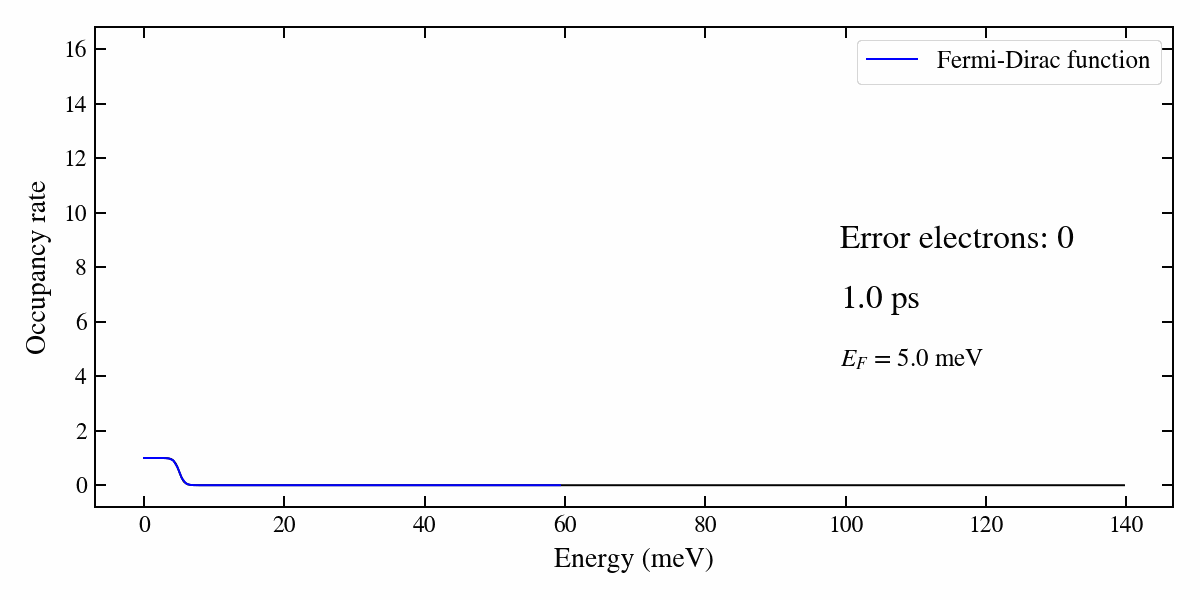 16
14
12
10
8
6
4
2
0
Occupancy rate
Fermi-Dirac function
Error electrons: 0
1.0 ps
E_F = 5.0 meV
0 20 40 60 80 100 120 140
Energy (meV)